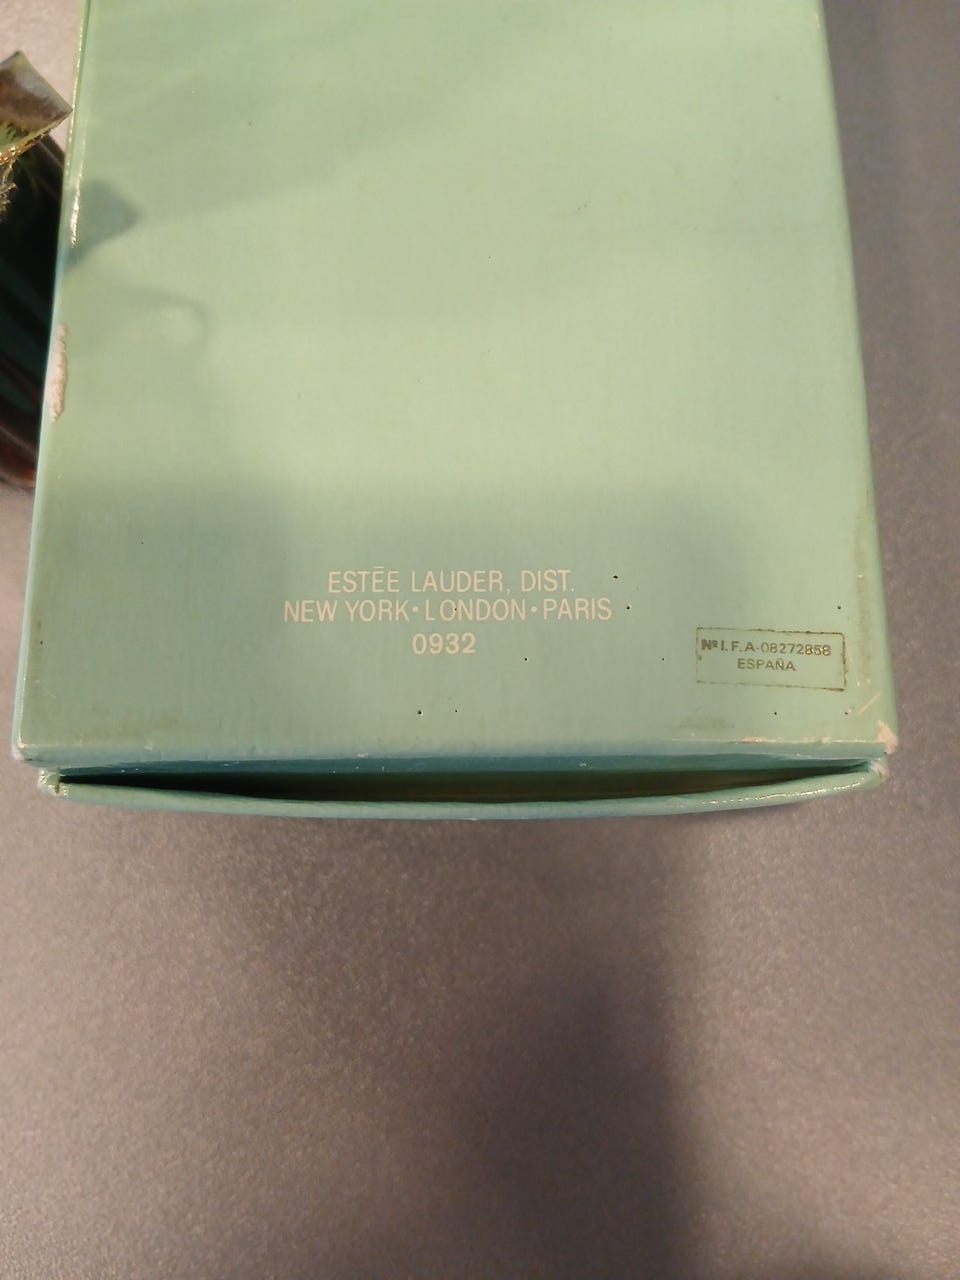 ESTĒE LAUDER, DIST.
NEW YORK•LONDON•PARIS
0932
Nº I.F.A-08272858
ESPAÑA